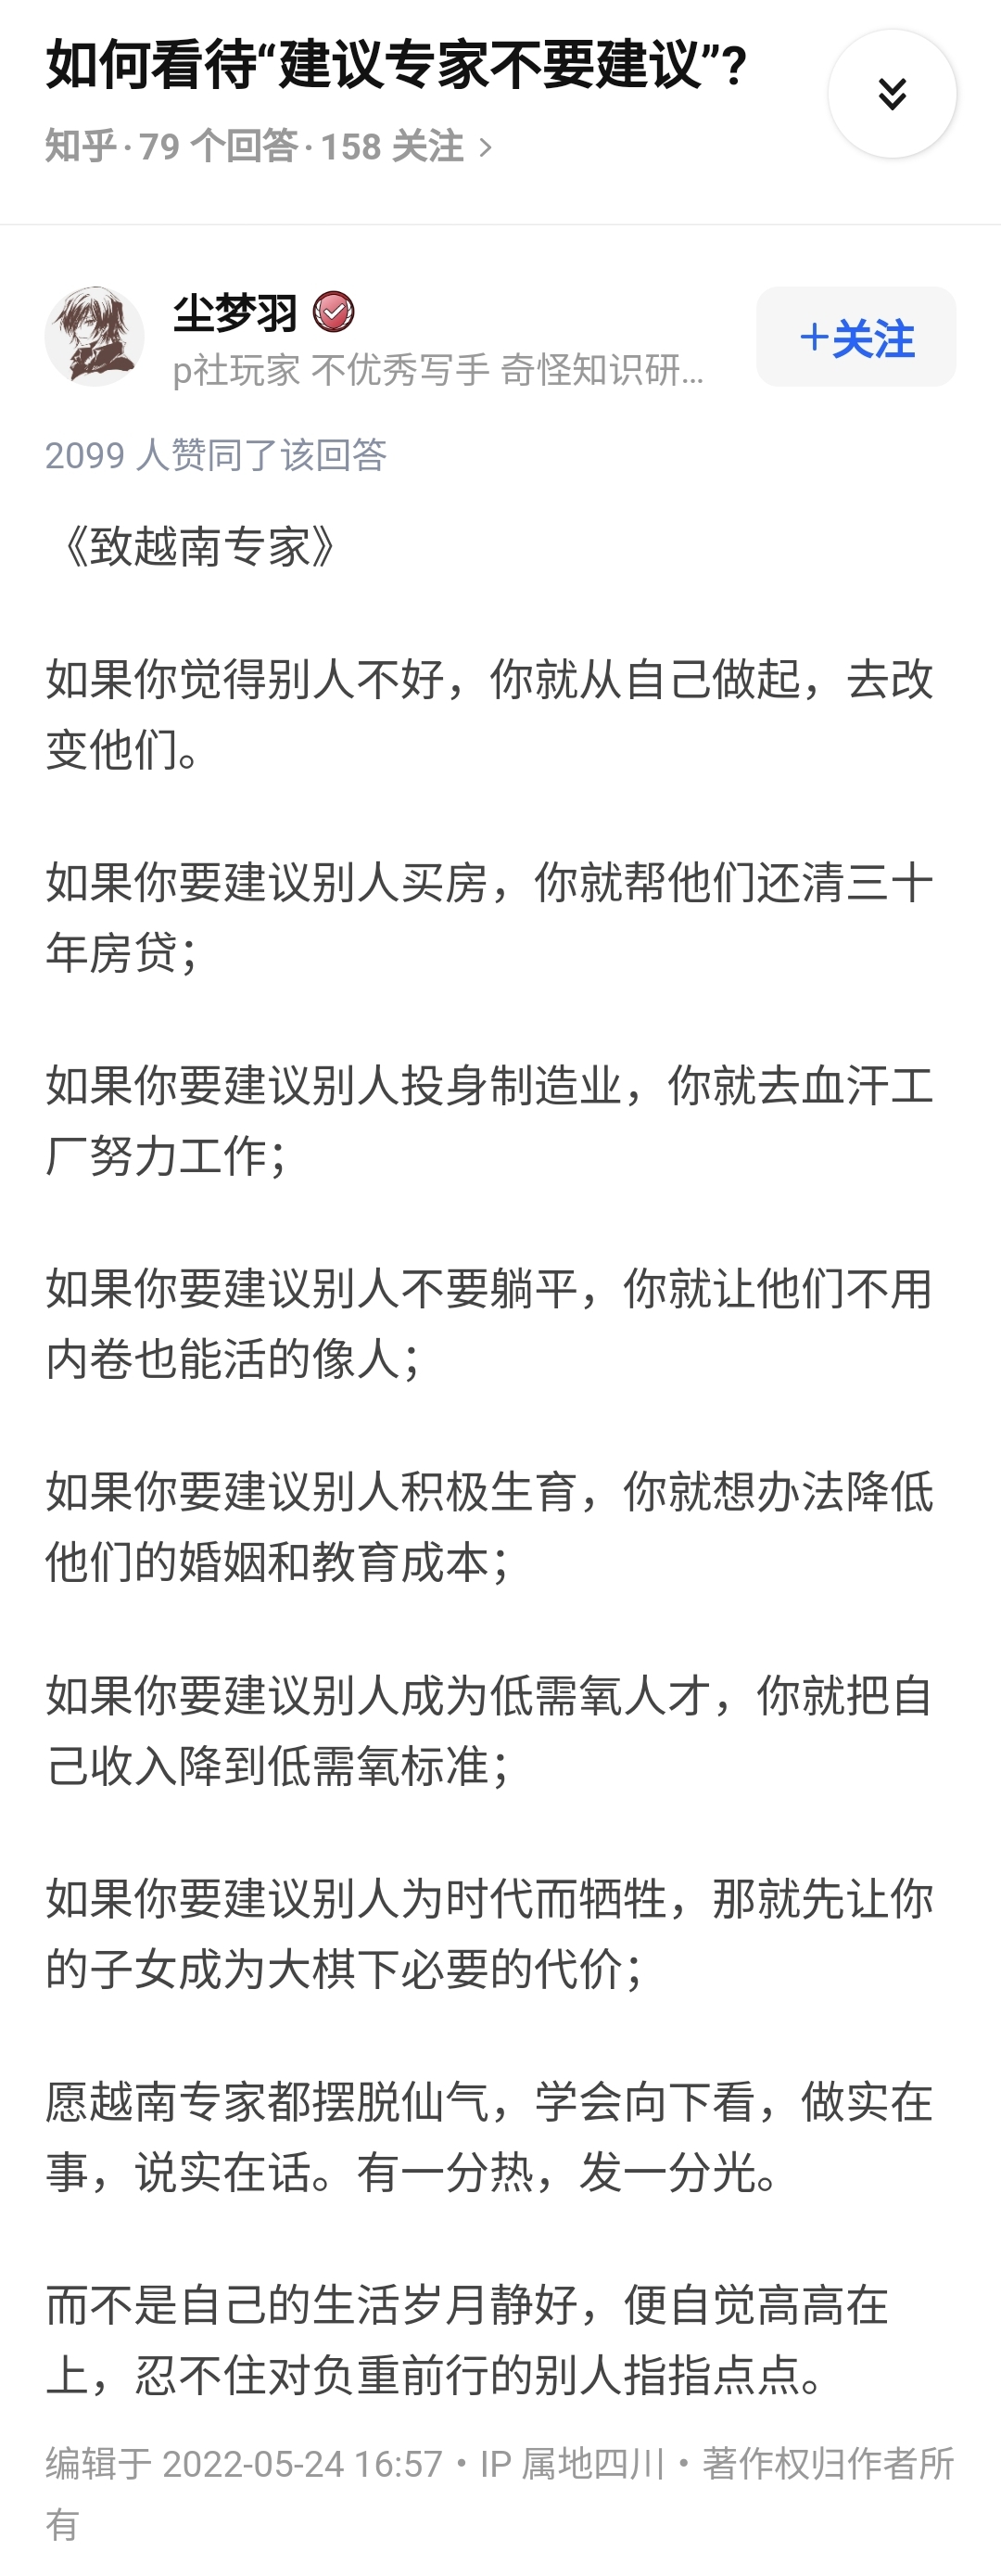 如何看待“建议专家不要建议”?
知乎·79 个回答·158 关注 >
尘梦羽
p社玩家 不优秀写手 奇怪知识研...
+关注
2099 人赞同了该回答
《致越南专家》
如果你觉得别人不好，你就从自己做起，去改
变他们。
如果你要建议别人买房，你就帮他们还清三十
年房贷；
如果你要建议别人投身制造业，你就去血汗工
厂努力工作；
如果你要建议别人不要躺平，你就让他们不用
内卷也能活的像人；
如果你要建议别人积极生育，你就想办法降低
他们的婚姻和教育成本；
如果你要建议别人成为低需氧人才，你就把自
己收入降到低需氧标准；
如果你要建议别人为时代而牺牲，那就先让你
的子女成为大棋下必要的代价；
愿越南专家都摆脱仙气，学会向下看，做实在
事，说实在话。有一分热，发一分光。
而不是自己的生活岁月静好，便自觉高高在
上，忍不住对负重前行的别人指指点点。
编辑于 2022-05-24 16:57・IP 属地四川・著作权归作者所
有